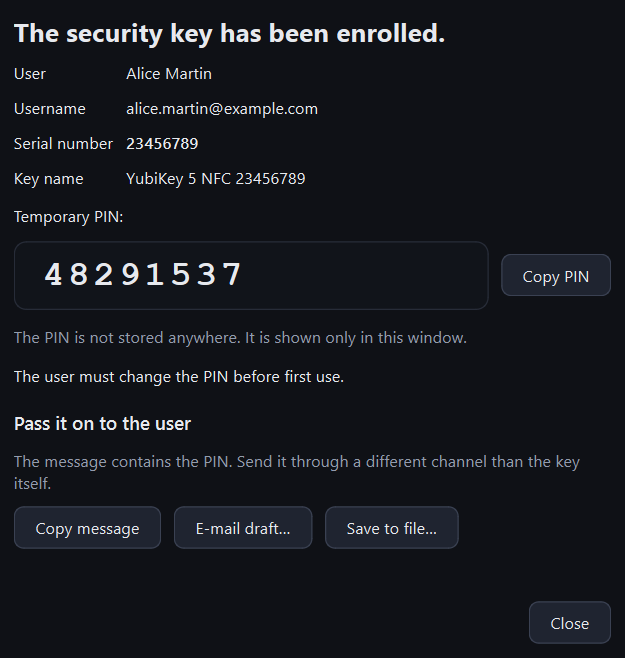 The security key has been enrolled.
User Alice Martin
Username alice.martin@example.com
Serial number 23456789
Key name YubiKey 5 NFC 23456789
Temporary PIN:
48291537
Copy PIN
The PIN is not stored anywhere. It is shown only in this window.
The user must change the PIN before first use.
Pass it on to the user
The message contains the PIN. Send it through a different channel than the key
itself.
Copy message E-mail draft... Save to file...
Close